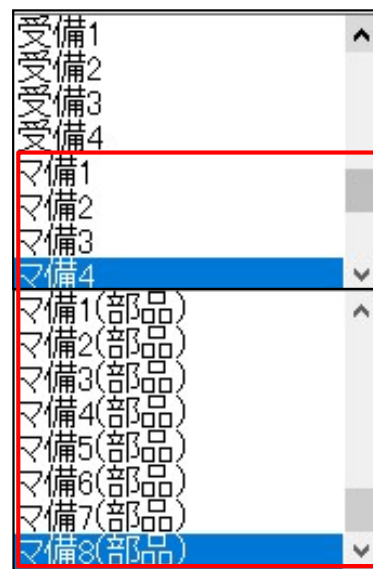 受備1
受備2
受備3
受備4
マ備1
マ備2
マ備3
マ備4
マ備1(部品)
マ備2(部品)
マ備3(部品)
マ備4(部品)
マ備5(部品)
マ備6(部品)
マ備7(部品)
マ備8(部品)